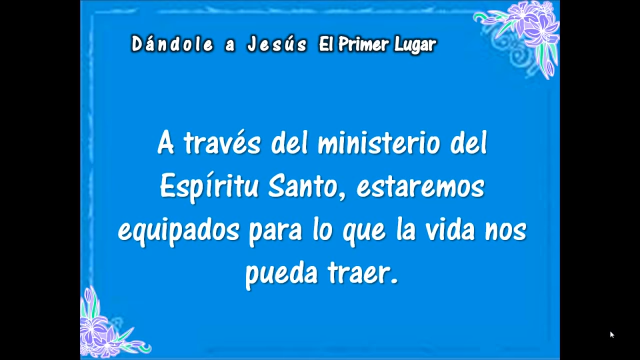 Dándole a Jesús El Primer Lugar
A través del ministerio del
Espíritu Santo, estaremos
equipados para lo que la vida nos
pueda traer.